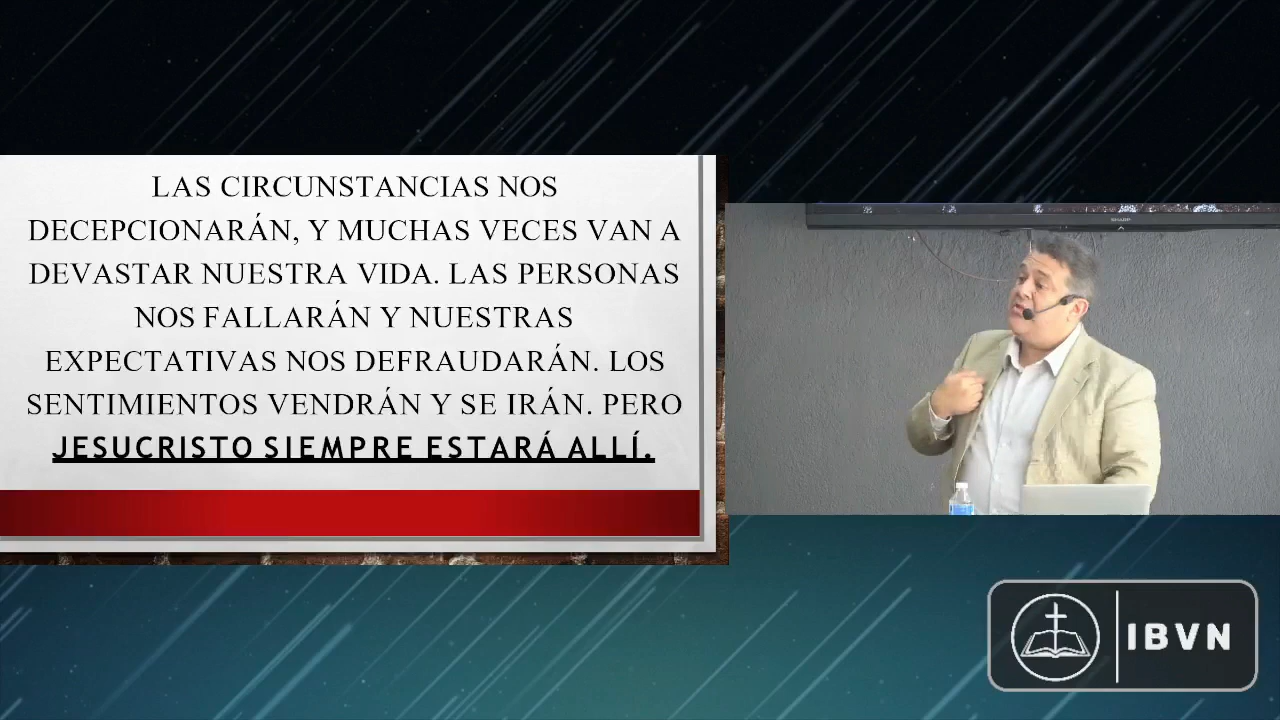 LAS CIRCUNSTANCIAS NOS
DECEPCIONARÁN, Y MUCHAS VECES VAN A
DEVASTAR NUESTRA VIDA. LAS PERSONAS
NOS FALLARÁN Y NUESTRAS
EXPECTATIVAS NOS DEFRAUDARÁN. LOS
SENTIMIENTOS VENDRÁN Y SE IRÁN. PERO
JESUCRISTO SIEMPRE ESTARÁ ALLÍ.
SHARP
IBVN